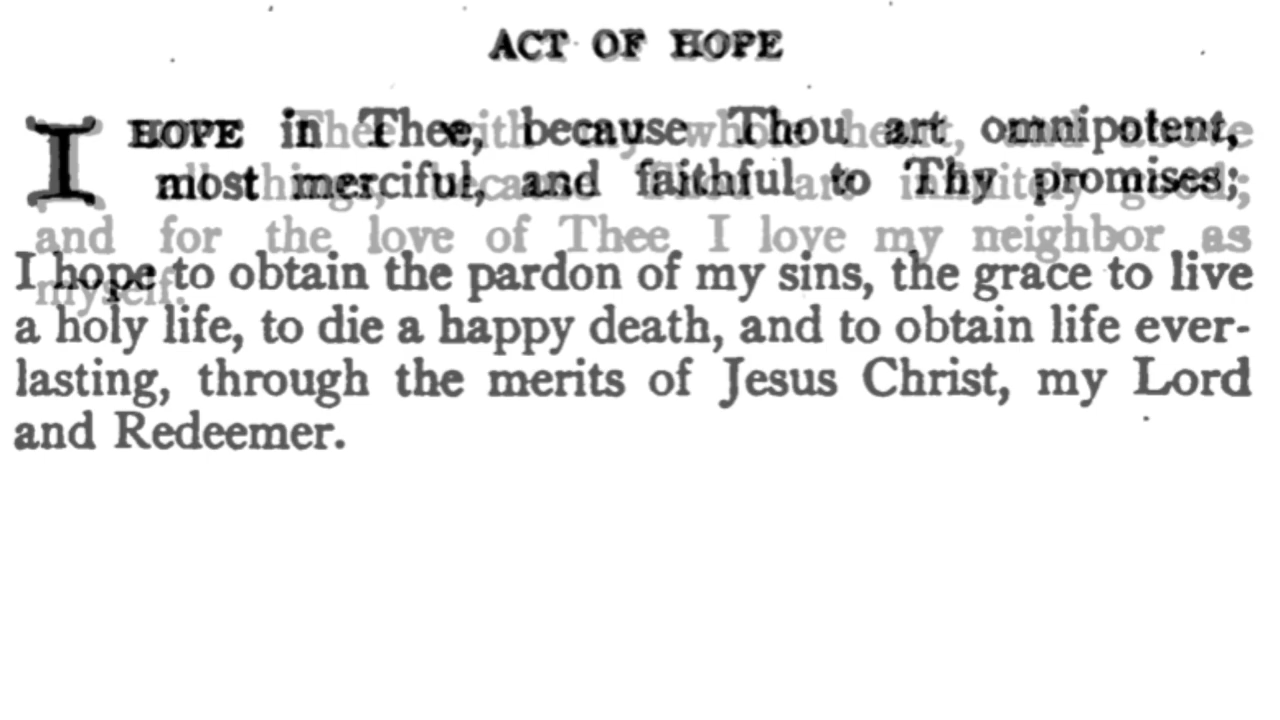 ACT OF HOPE
I HOPE in Thee, because Thou art omnipotent,
most merciful, and faithful to Thy promises;
and for the love of Thee I love my neighbor as
I hope to obtain the pardon of my sins, the grace to live
myself.
a holy life, to die a happy death, and to obtain life ever-
lasting, through the merits of Jesus Christ, my Lord
and Redeemer.